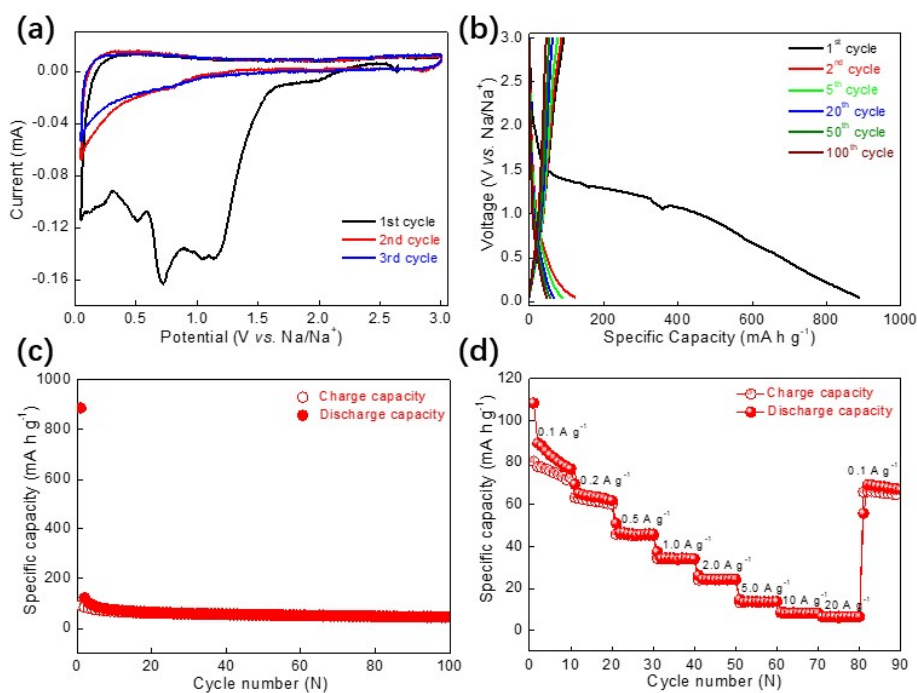 (a)
0.00
-0.04
-0.08
-0.12
-0.16
Current (mA)
1st cycle
2nd cycle
3rd cycle
0.0 0.5 1.0 1.5 2.0 2.5 3.0
Potential (V vs. Na/Na⁺)
(b)
3.0
2.5
2.0
1.5
1.0
0.5
0.0
Voltage (V vs. Na/Na⁺)
1ˢᵗ cycle
2ⁿᵈ cycle
5ᵗʰ cycle
20ᵗʰ cycle
50ᵗʰ cycle
100ᵗʰ cycle
0 200 400 600 800 1000
Specific Capacity (mA h g⁻¹)
(c)
1000
800
600
400
200
0
Specific capacity (mA h g⁻¹)
Charge capacity
Discharge capacity
0 20 40 60 80 100
Cycle number (N)
(d)
120
100
80
60
40
20
0
Specific capacity (mA h g⁻¹)
Charge capacity
Discharge capacity
0.1 A g⁻¹
0.2 A g⁻¹
0.5 A g⁻¹
1.0 A g⁻¹
2.0 A g⁻¹
5.0 A g⁻¹
10 A g⁻¹
20 A g⁻¹
0.1 A g⁻¹
0 10 20 30 40 50 60 70 80 90
Cycle number (N)